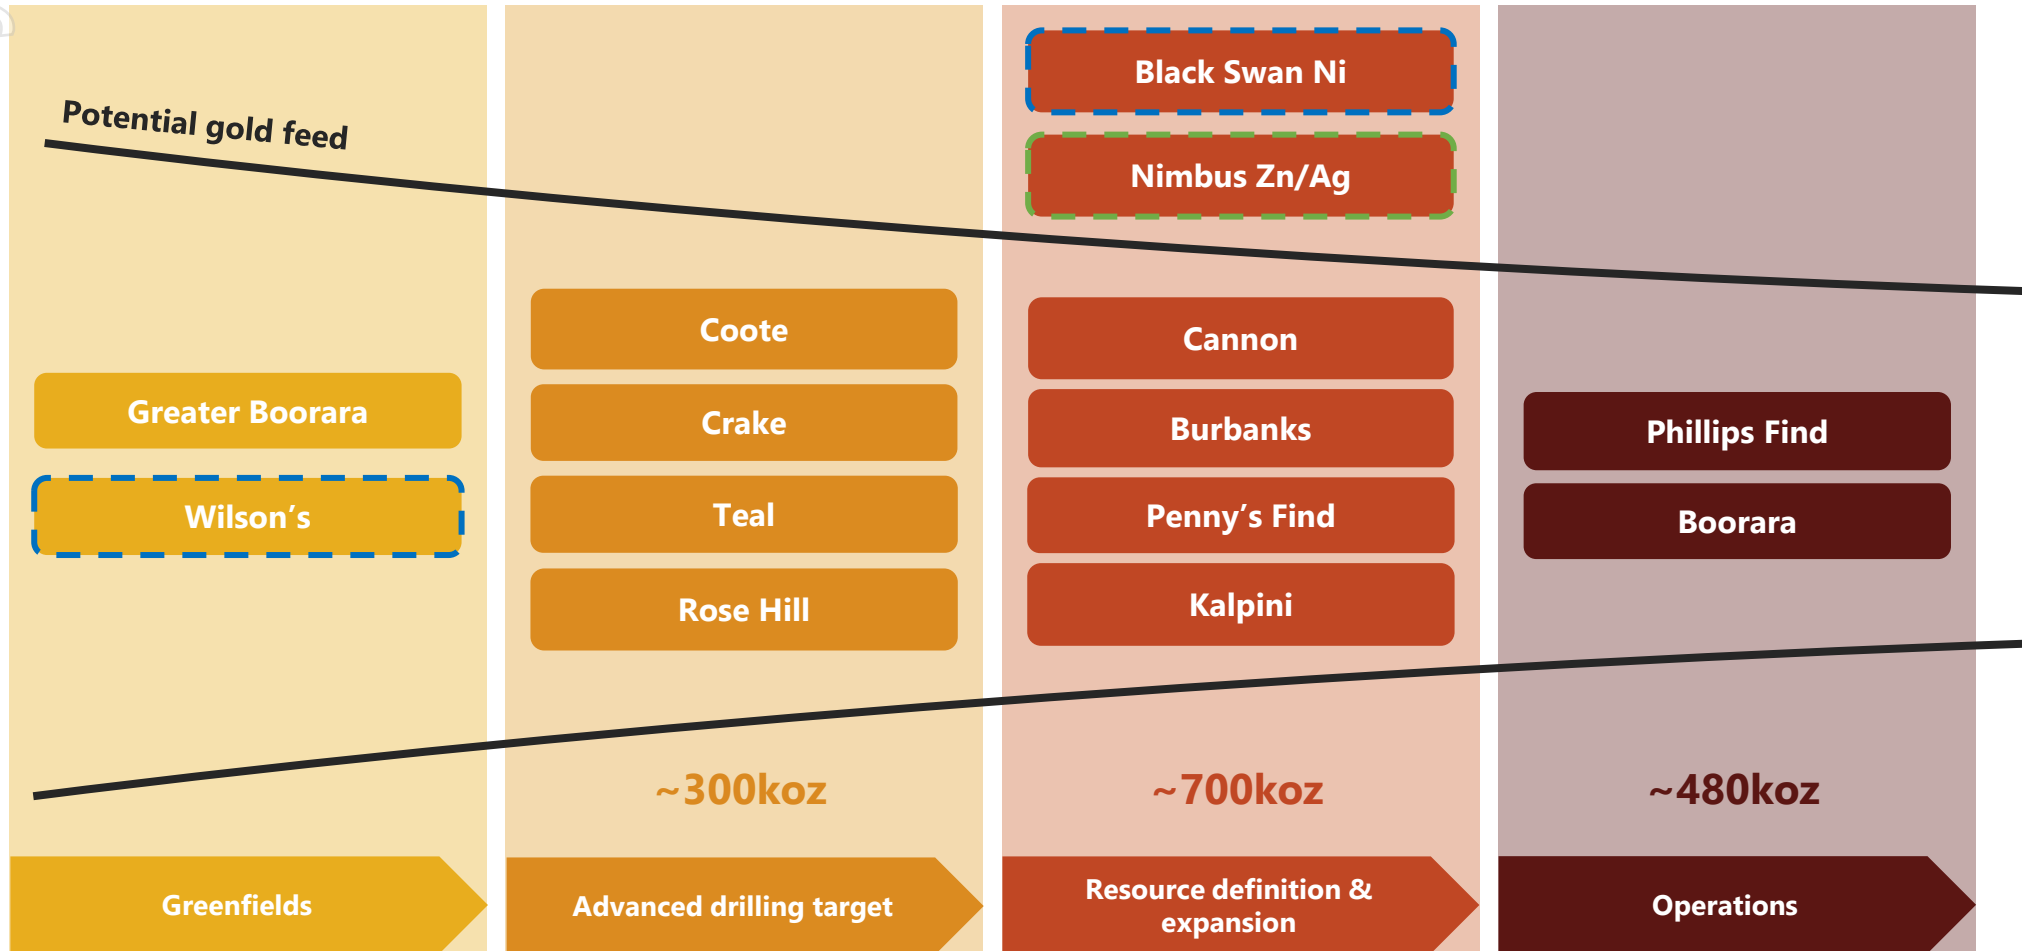 Potential gold feed
Greater Boorara
Wilson’s
Greenfields
Coote
Crake
Teal
Rose Hill
~300koz
Advanced drilling target
Black Swan Ni
Nimbus Zn/Ag
Cannon
Burbanks
Penny’s Find
Kalpini
~700koz
Resource definition &
expansion
Phillips Find
Boorara
~480koz
Operations